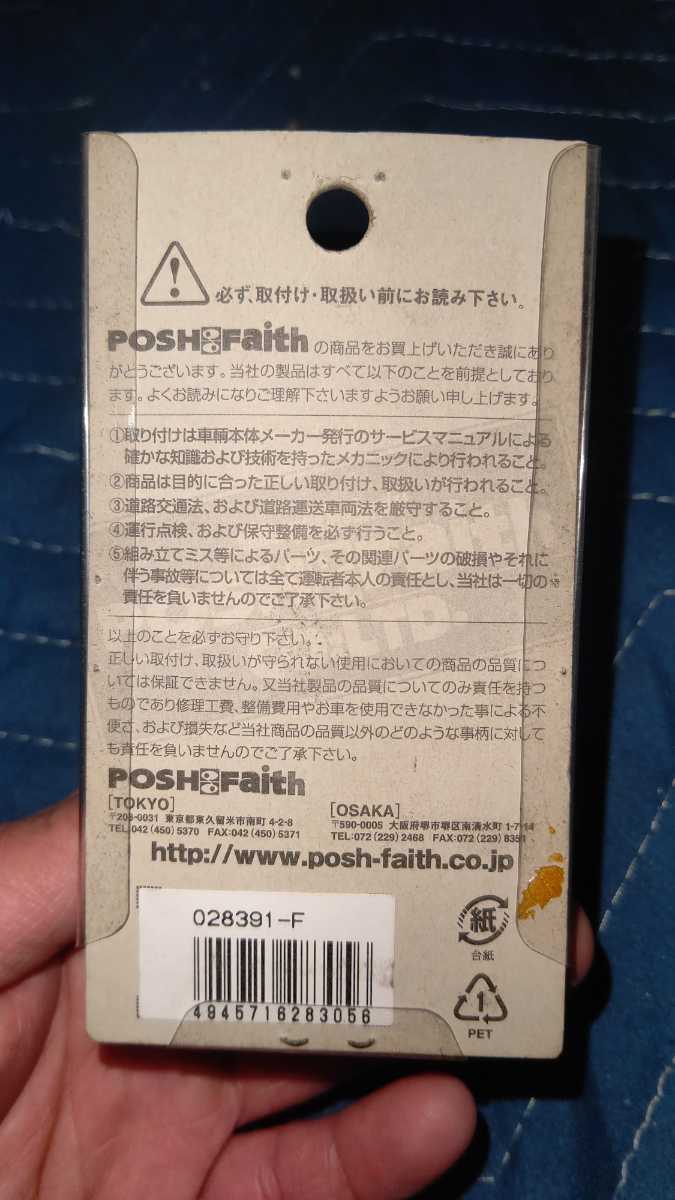 必ず、取付け・取扱い前にお読み下さい。
POSH Faith の商品をお買上げいただき誠にあり
がとうございます。当社の製品はすべて以下のことを前提としており
ます。よくお読みになりご理解下さいますようお願い申し上げます。
①取り付けは車輌本体メーカー発行のサービスマニュアルによる
確かな知識および技術を持ったメカニックにより行われること。
②商品は目的に合った正しい取り付け、取扱いが行われること。
③道路交通法、および道路運送車両法を厳守すること。
④運行点検、および保守整備を必ず行うこと。
⑤組み立てミス等によるパーツ、その関連パーツの破損やそれに
伴う事故等については全て運転者本人の責任とし、当社は一切の
責任を負いませんのでご了承下さい。
以上のことを必ずお守り下さい。
正しい取付け、取扱いが守られない使用においての商品の品質につ
いては保証できません。又当社製品の品質についてのみ責任を持つ
ものであり修理工費、整備費用やお車を使用できなかった事による不
便さ、および損失など当社商品の品質以外のどのような事柄に対して
も責任を負いませんのでご了承下さい。
POSH Faith
[TOKYO]
〒203-0031 東京都東久留米市南町4-2-8
TEL.042(450)5370 FAX:042(450)5371
[OSAKA]
〒590-0005 大阪府堺市堺区南清水町1-7-14
TEL:072(229)2468 FAX:072(229)8351
http://www.posh-faith.co.jp
028391-F
4945716283056
紙
台紙
1
PET